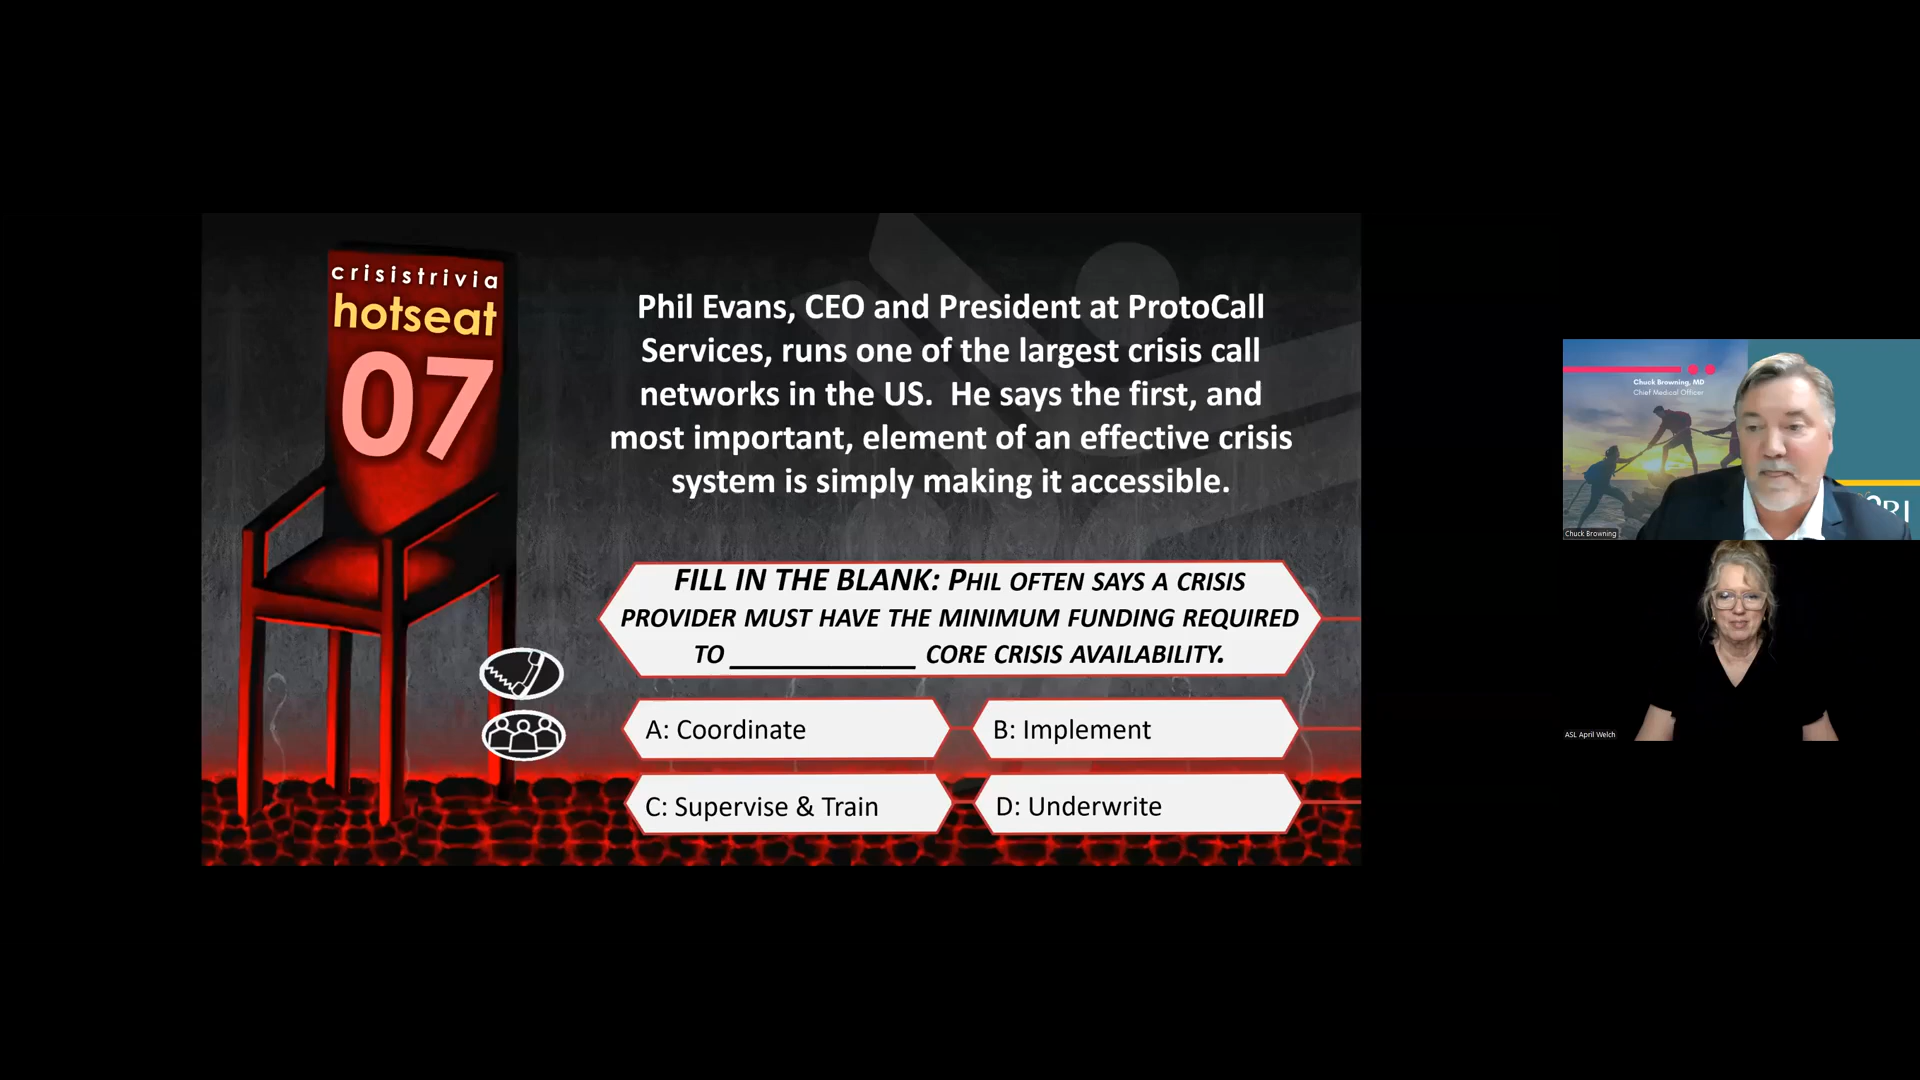 crisistrivia
hotseat
07
Phil Evans, CEO and President at ProtoCall
Services, runs one of the largest crisis call
networks in the US.  He says the first, and
most important, element of an effective crisis
system is simply making it accessible.
FILL IN THE BLANK: PHIL OFTEN SAYS A CRISIS
PROVIDER MUST HAVE THE MINIMUM FUNDING REQUIRED
TO ______________ CORE CRISIS AVAILABILITY.
A: Coordinate
B: Implement
C: Supervise & Train
D: Underwrite
Chuck Browning, MD
Chief Medical Officer
Chuck Browning
ASL April Welch